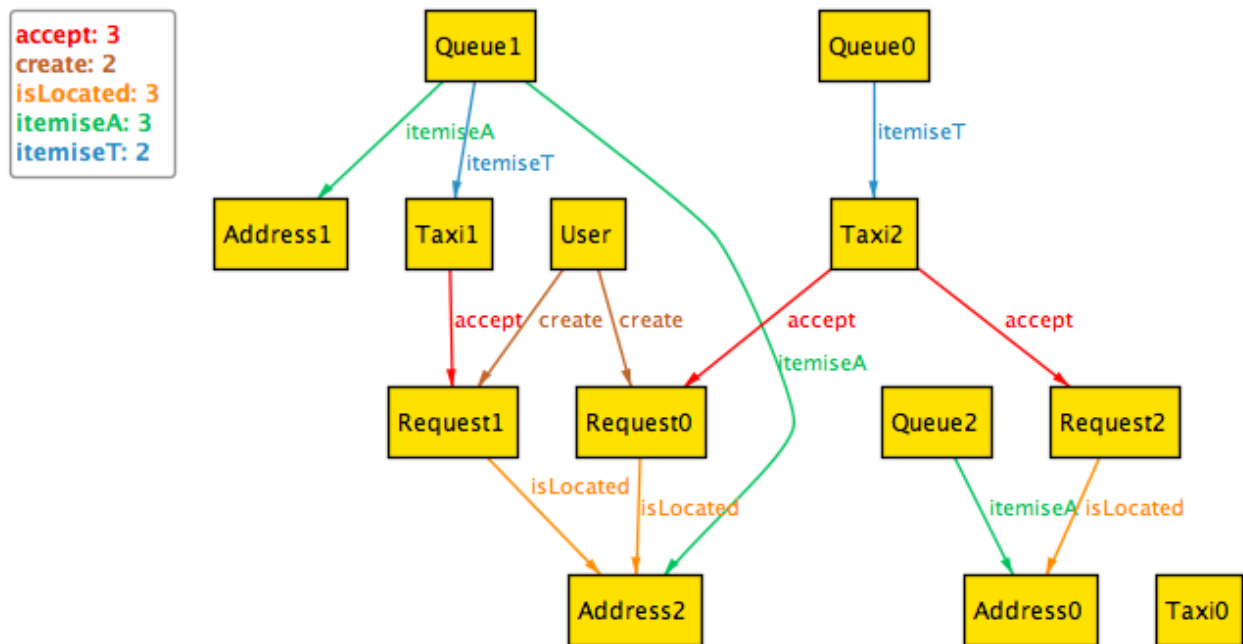 accept: 3
create: 2
isLocated: 3
itemiseA: 3
itemiseT: 2
Queue1
Queue0
itemiseA
itemiseT
itemiseT
Address1
Taxi1
User
Taxi2
accept
create
create
accept
accept
itemiseA
Request1
Request0
Queue2
Request2
isLocated
isLocated
itemiseA
isLocated
Address2
Address0
Taxi0